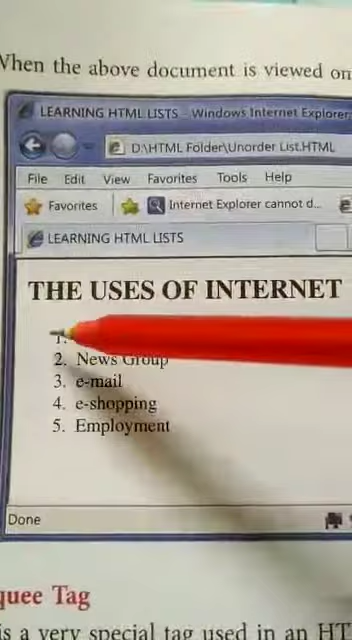 When the above document is viewed on
LEARNING HTML LISTS - Windows Internet Explorer
D:\HTML Folder\Unorder List.HTML
File Edit View Favorites Tools Help
Favorites Internet Explorer cannot d...
LEARNING HTML LISTS
THE USES OF INTERNET
1.
2. News Group
3. e-mail
4. e-shopping
5. Employment
Done
quee Tag
is a very special tag used in an HT